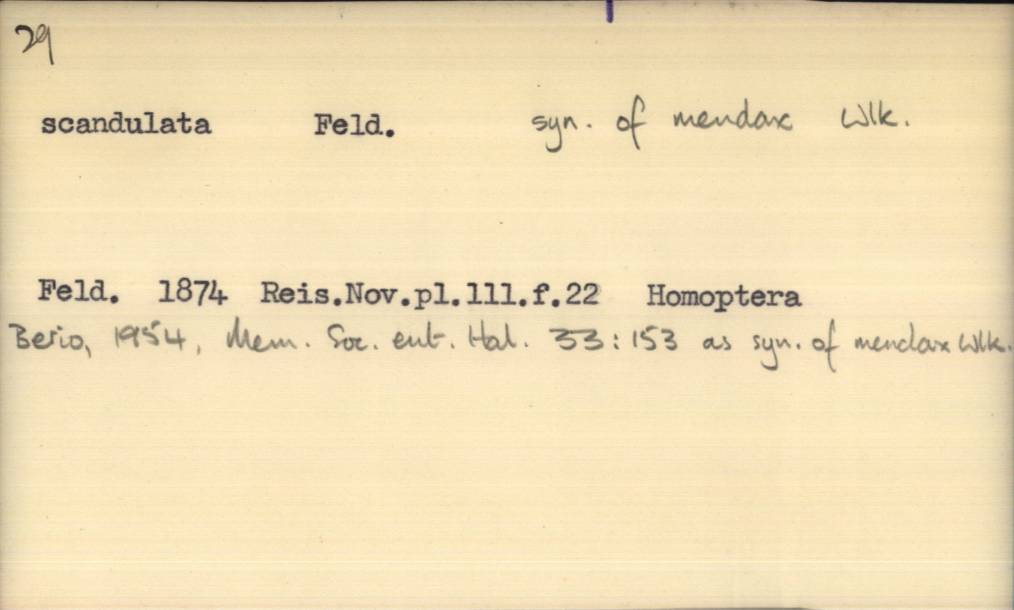 29
scandulata Feld. syn. of mendax Wlk.
Feld. 1874 Reis.Nov.pl.111.f.22 Homoptera
Berio, 1954, Mem. Soc. ent. Ital. 33:153 as syn. of mendax Wlk.